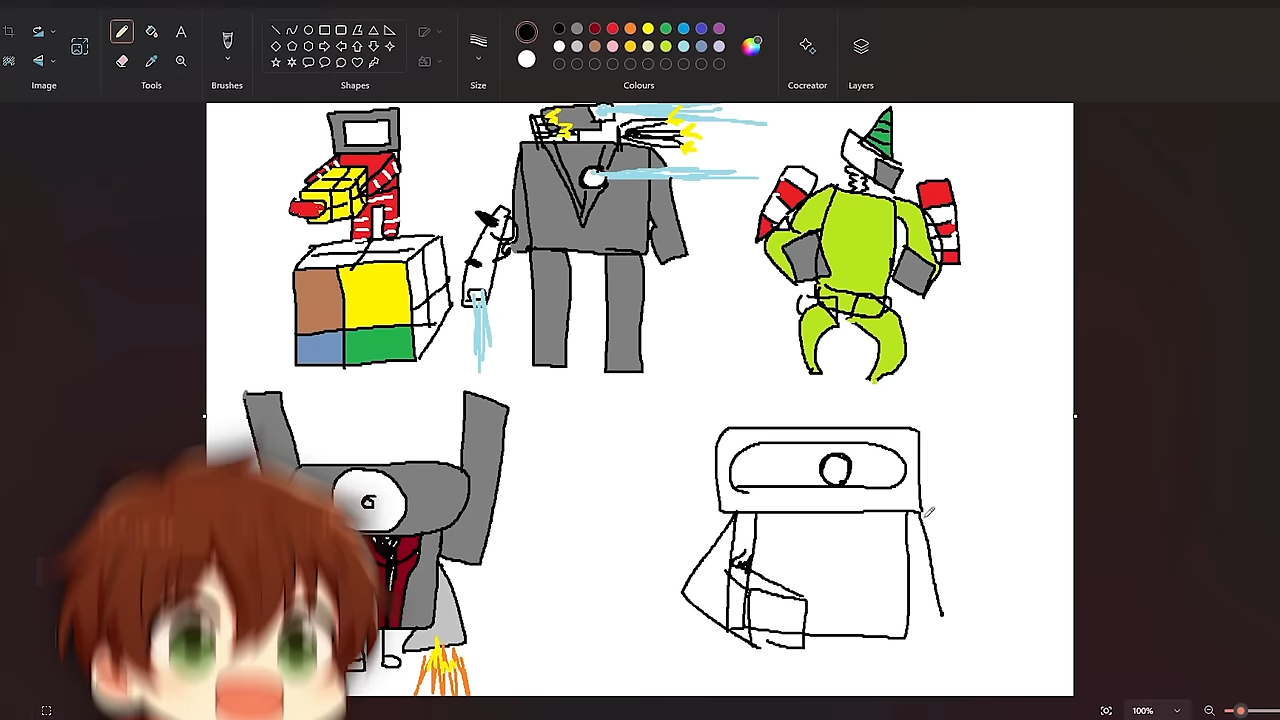 Image
Tools
Brushes
Shapes
Size
Colours
Cocreator
Layers
A
100%